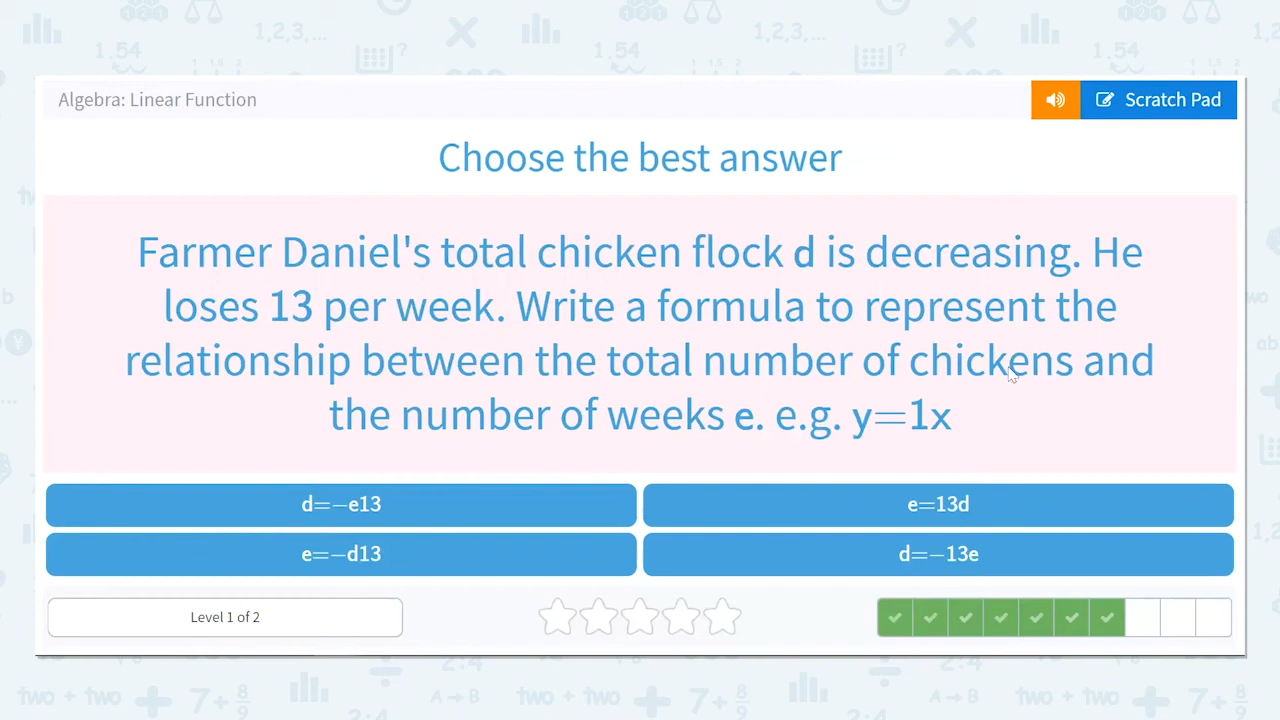 Algebra: Linear Function
Scratch Pad
Choose the best answer
Farmer Daniel's total chicken flock d is decreasing. He
loses 13 per week. Write a formula to represent the
relationship between the total number of chickens and
the number of weeks e. e.g. y=1x
d=−e13
e=13d
e=−d13
d=−13e
Level 1 of 2